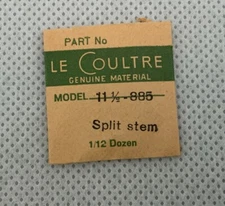 PART No
LE COULTRE
GENUINE MATERIAL
MODEL 11½-885
Split stem
1/12 Dozen